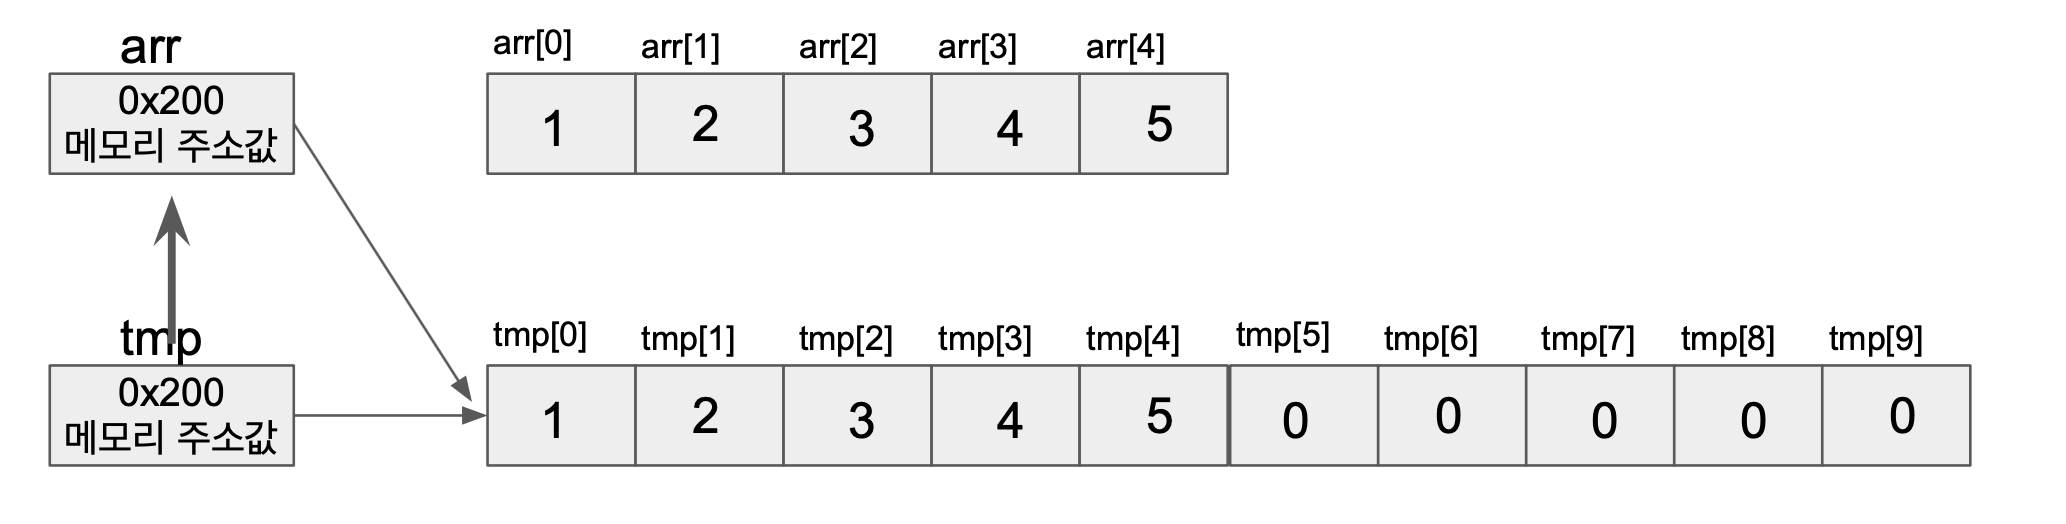 arr
0x200
메모리 주소값
arr[0] arr[1] arr[2] arr[3] arr[4]
1 2 3 4 5
tmp
0x200
메모리 주소값
tmp[0] tmp[1] tmp[2] tmp[3] tmp[4] tmp[5] tmp[6] tmp[7] tmp[8] tmp[9]
1 2 3 4 5 0 0 0 0 0